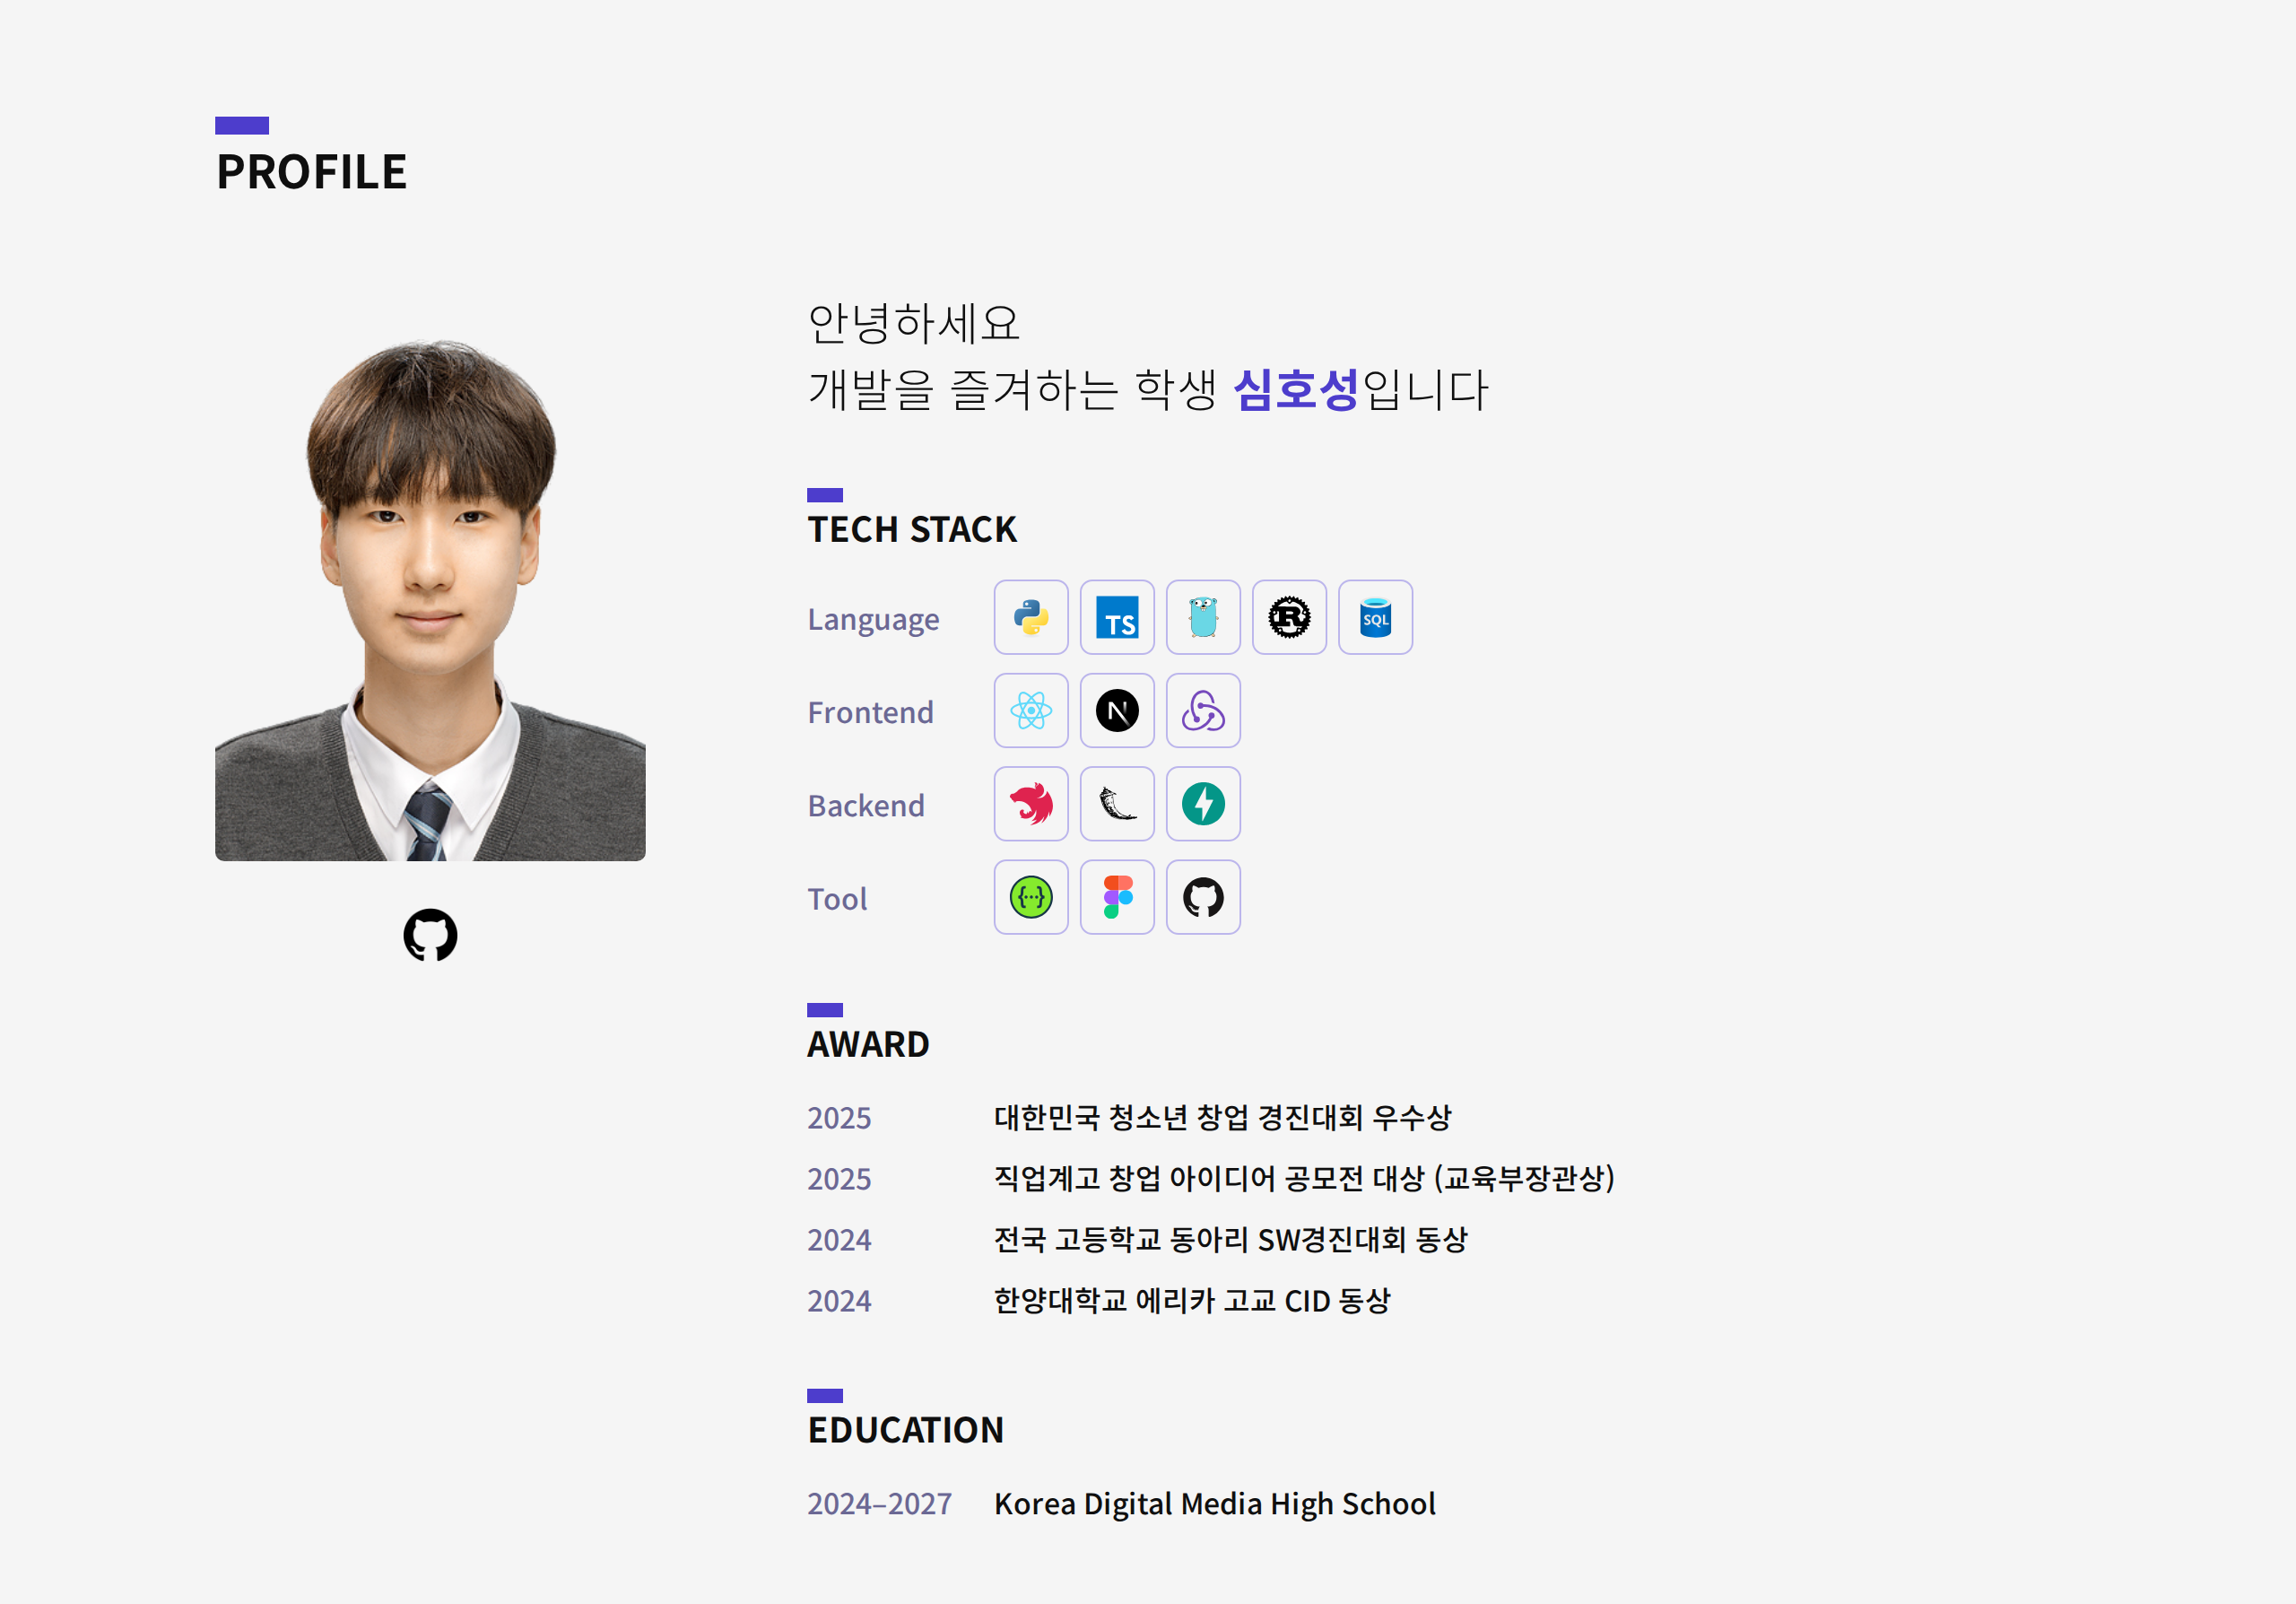 PROFILE
안녕하세요
개발을 즐겨하는 학생 심호성입니다
TECH STACK
Language
TS
R
SQL
Frontend
N
Backend
Tool
{...}
AWARD
2025 대한민국 청소년 창업 경진대회 우수상
2025 직업계고 창업 아이디어 공모전 대상 (교육부장관상)
2024 전국 고등학교 동아리 SW경진대회 동상
2024 한양대학교 에리카 고교 CID 동상
EDUCATION
2024–2027 Korea Digital Media High School